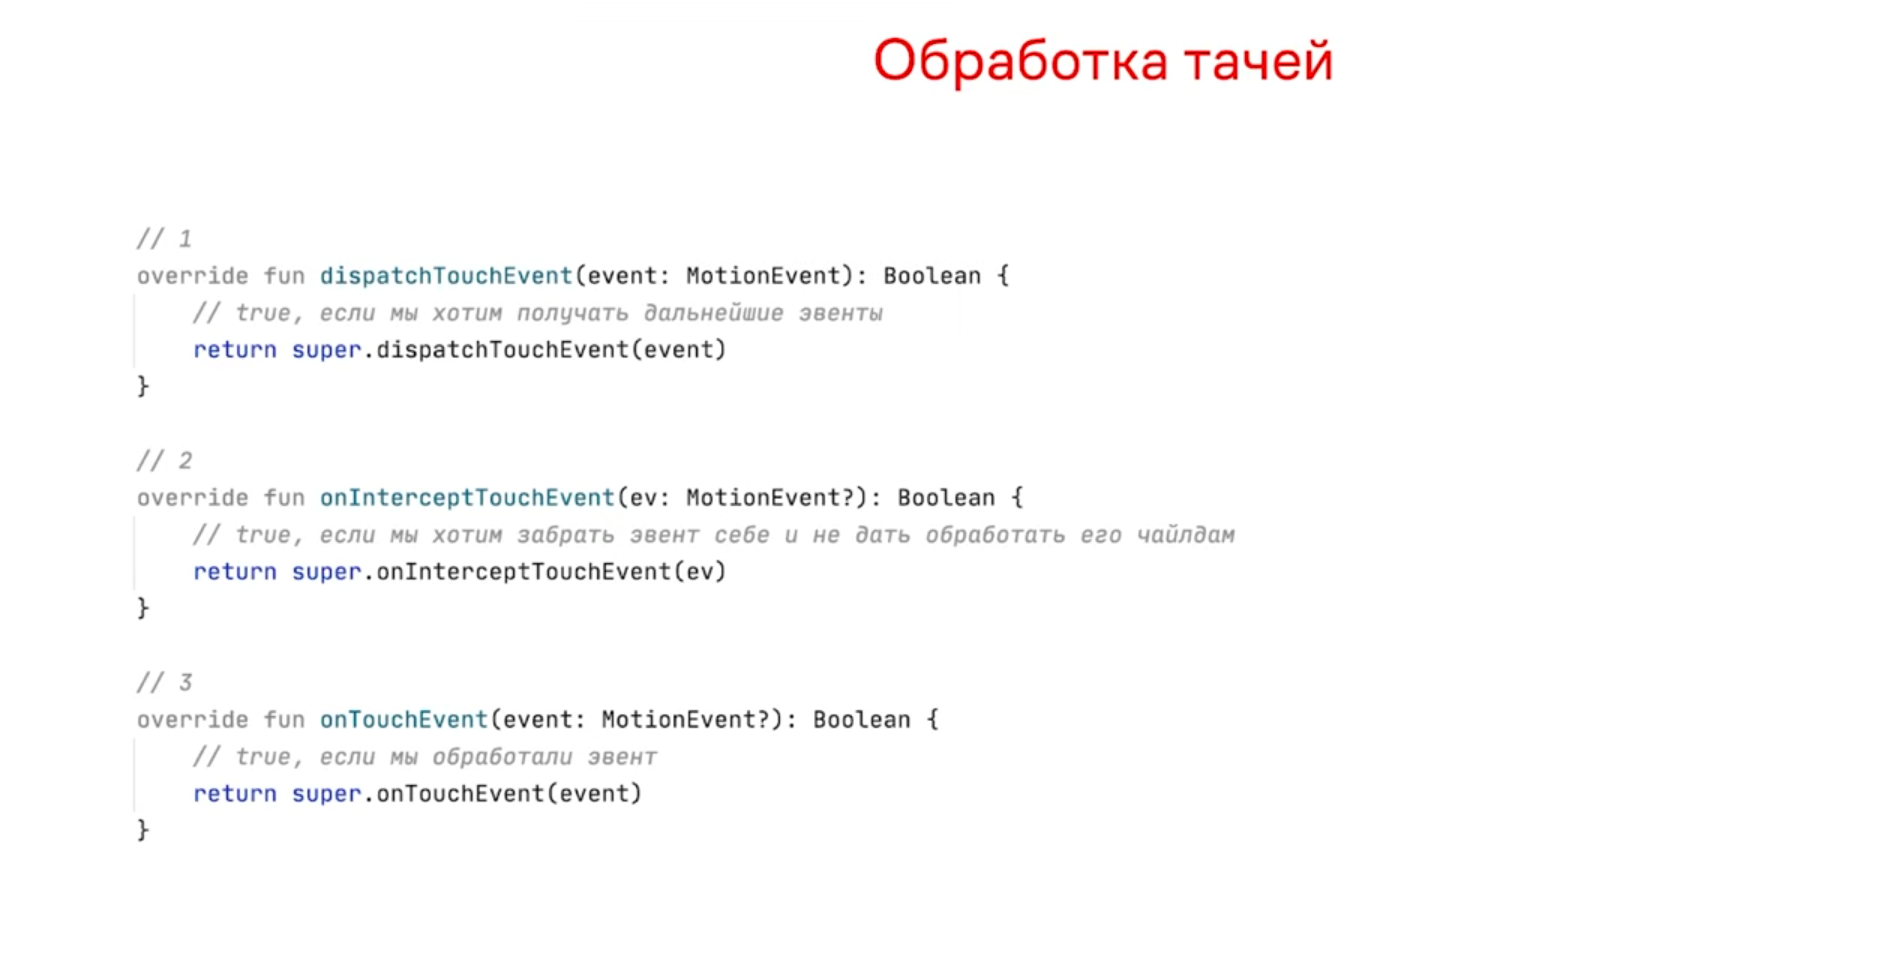 Обработка тачей
// 1
override fun dispatchTouchEvent(event: MotionEvent): Boolean {
// true, если мы хотим получать дальнейшие эвенты
return super.dispatchTouchEvent(event)
}
// 2
override fun onInterceptTouchEvent(ev: MotionEvent?): Boolean {
// true, если мы хотим забрать эвент себе и не дать обработать его чайлдам
return super.onInterceptTouchEvent(ev)
}
// 3
override fun onTouchEvent(event: MotionEvent?): Boolean {
// true, если мы обработали эвент
return super.onTouchEvent(event)
}